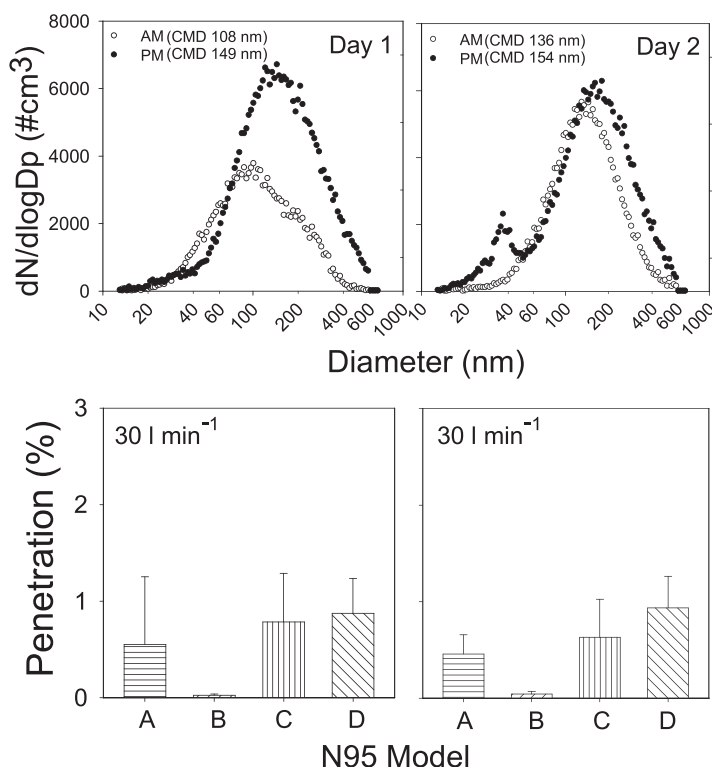 8000
6000
4000
2000
0
dN/dlogDp (#cm3)
AM (CMD 108 nm)
PM (CMD 149 nm)
Day 1
AM (CMD 136 nm)
PM (CMD 154 nm)
Day 2
10 20 40 60 100 200 400 600 1000
10 20 40 60 100 200 400 600 1000
Diameter (nm)
3
2
1
0
Penetration (%)
30 l min−1
30 l min−1
A B C D
A B C D
N95 Model